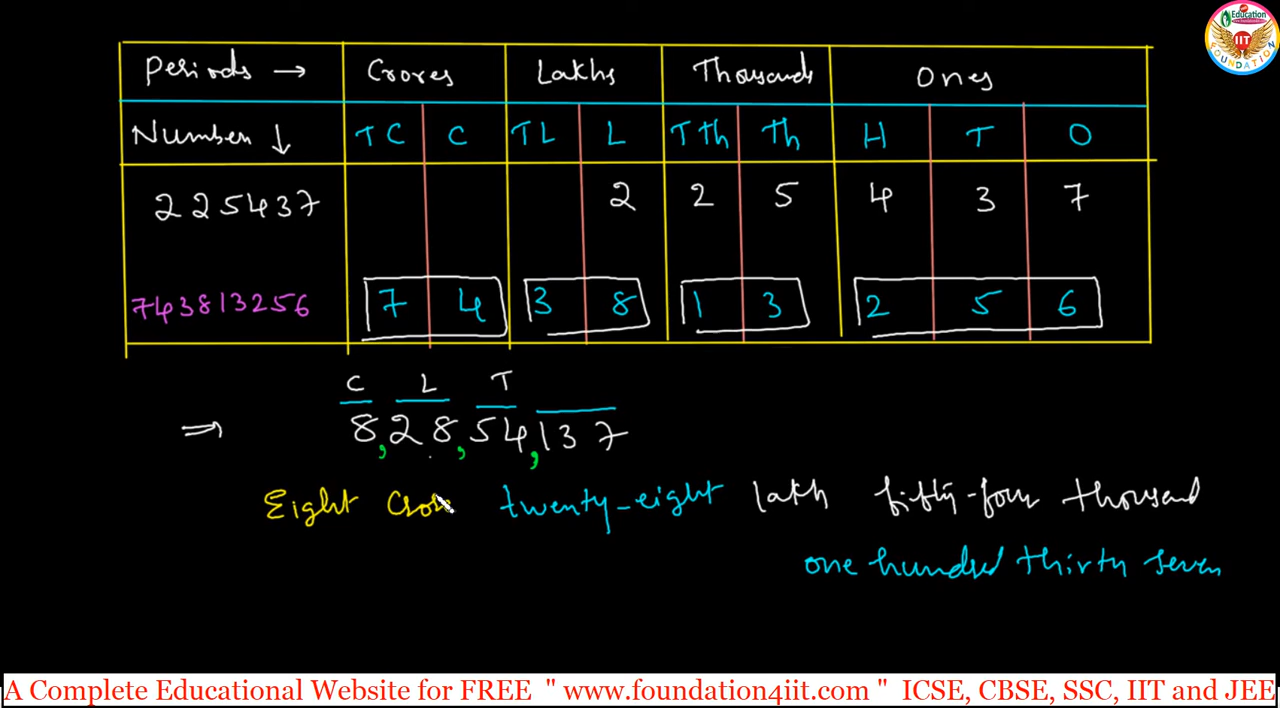 Education
IIT
FOUNDATION
Periods → Crores Lakhs Thousands Ones
Number ↓ TC C TL L TTh Th H T O
225437 2 2 5 4 3 7
743813256 7 4 3 8 1 3 2 5 6
C L T
⇒ 8,28,54,137
Eight Crore twenty-eight lakh fifty-four thousand
one hundred thirty seven
A Complete Educational Website for FREE " www.foundation4iit.com " ICSE, CBSE, SSC, IIT and JEE